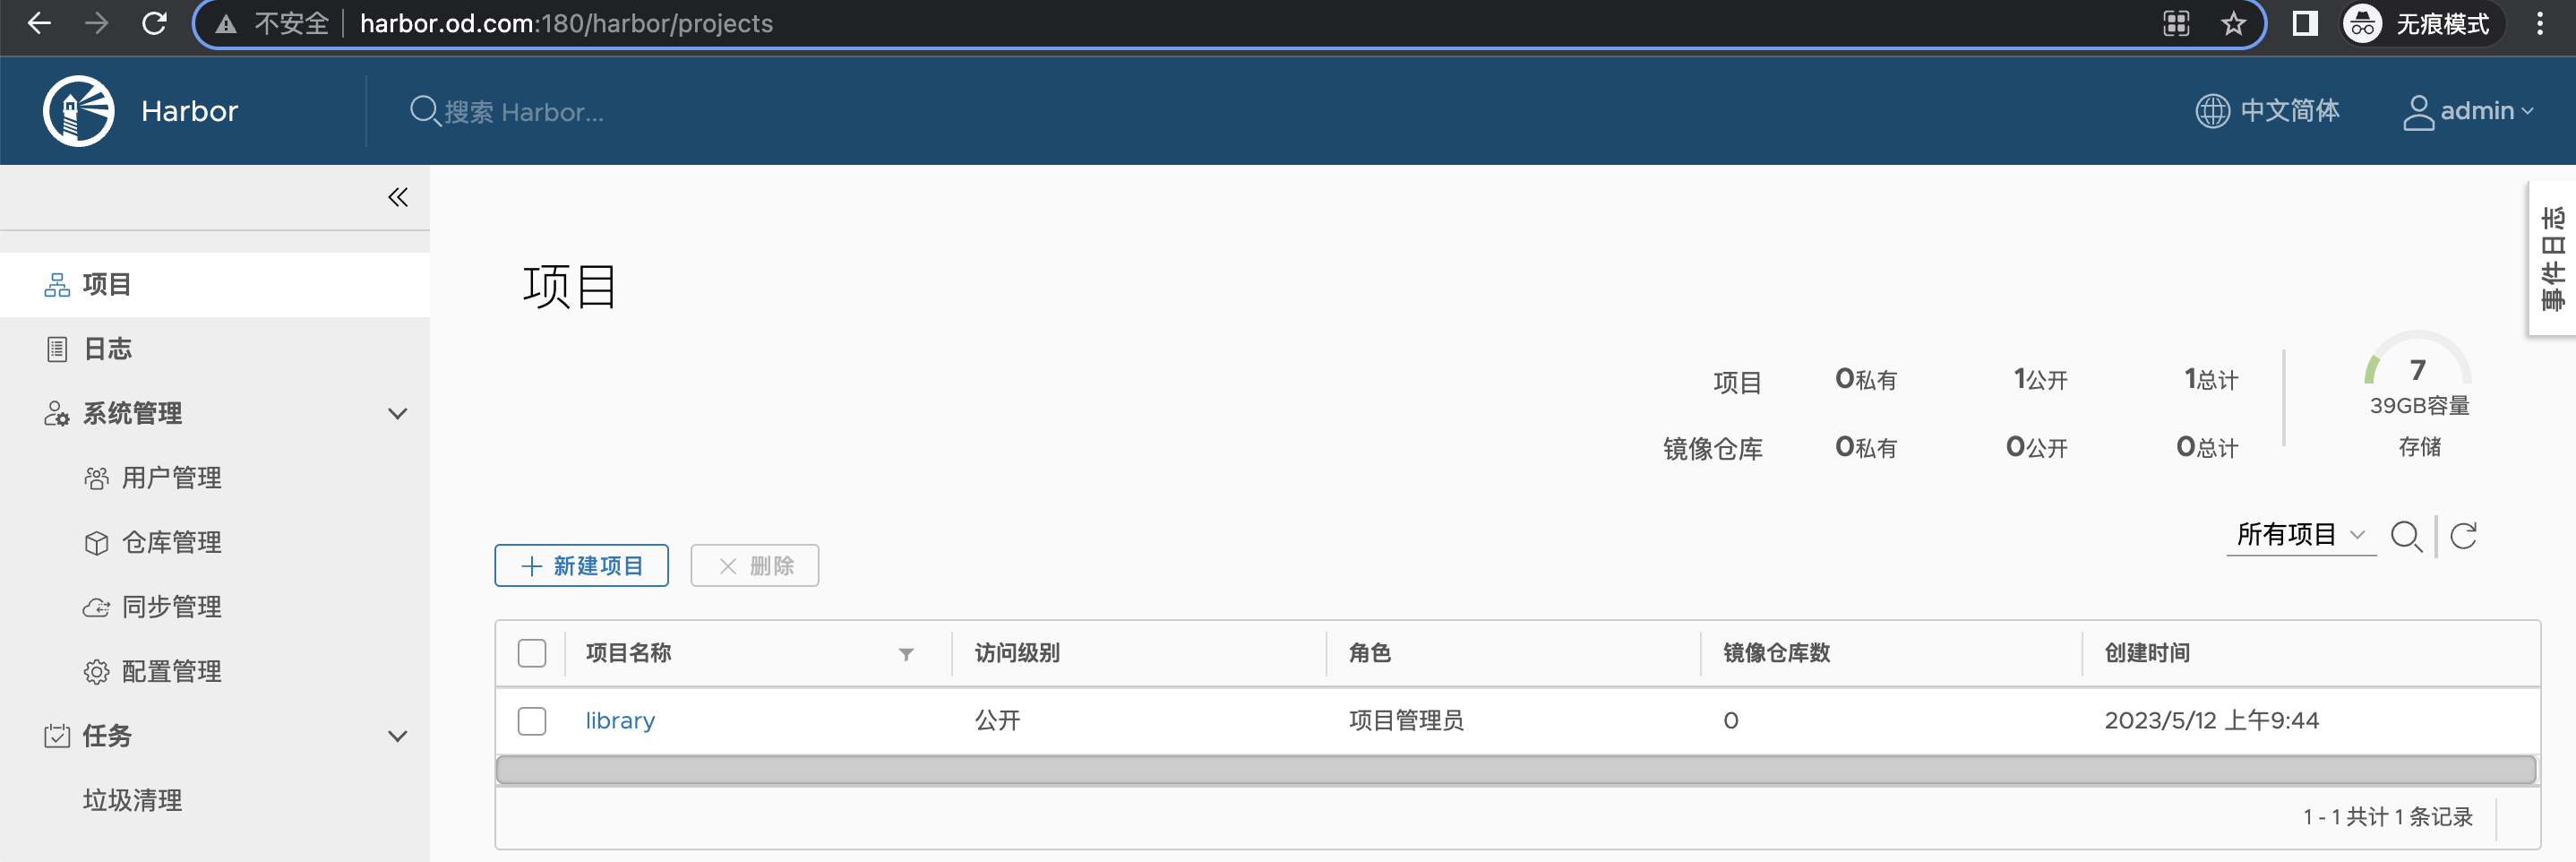 不安全 harbor.od.com:180/harbor/projects 无痕模式
Harbor 搜索 Harbor... 中文简体 admin
事件日志
项目
日志
系统管理
用户管理
仓库管理
同步管理
配置管理
任务
垃圾清理
项目
项目 0私有 1公开 1总计
镜像仓库 0私有 0公开 0总计
7
39GB容量
存储
新建项目 删除 所有项目
项目名称 访问级别 角色 镜像仓库数 创建时间
library 公开 项目管理员 0 2023/5/12 上午9:44
1 - 1 共计 1 条记录